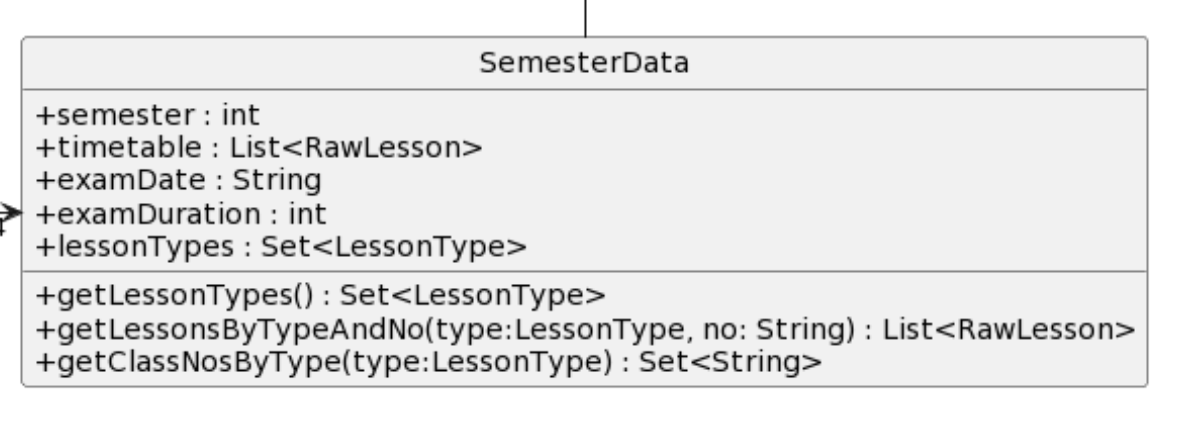 SemesterData
+semester : int
+timetable : List<RawLesson>
+examDate : String
+examDuration : int
+lessonTypes : Set<LessonType>
+getLessonTypes() : Set<LessonType>
+getLessonsByTypeAndNo(type:LessonType, no: String) : List<RawLesson>
+getClassNosByType(type:LessonType) : Set<String>